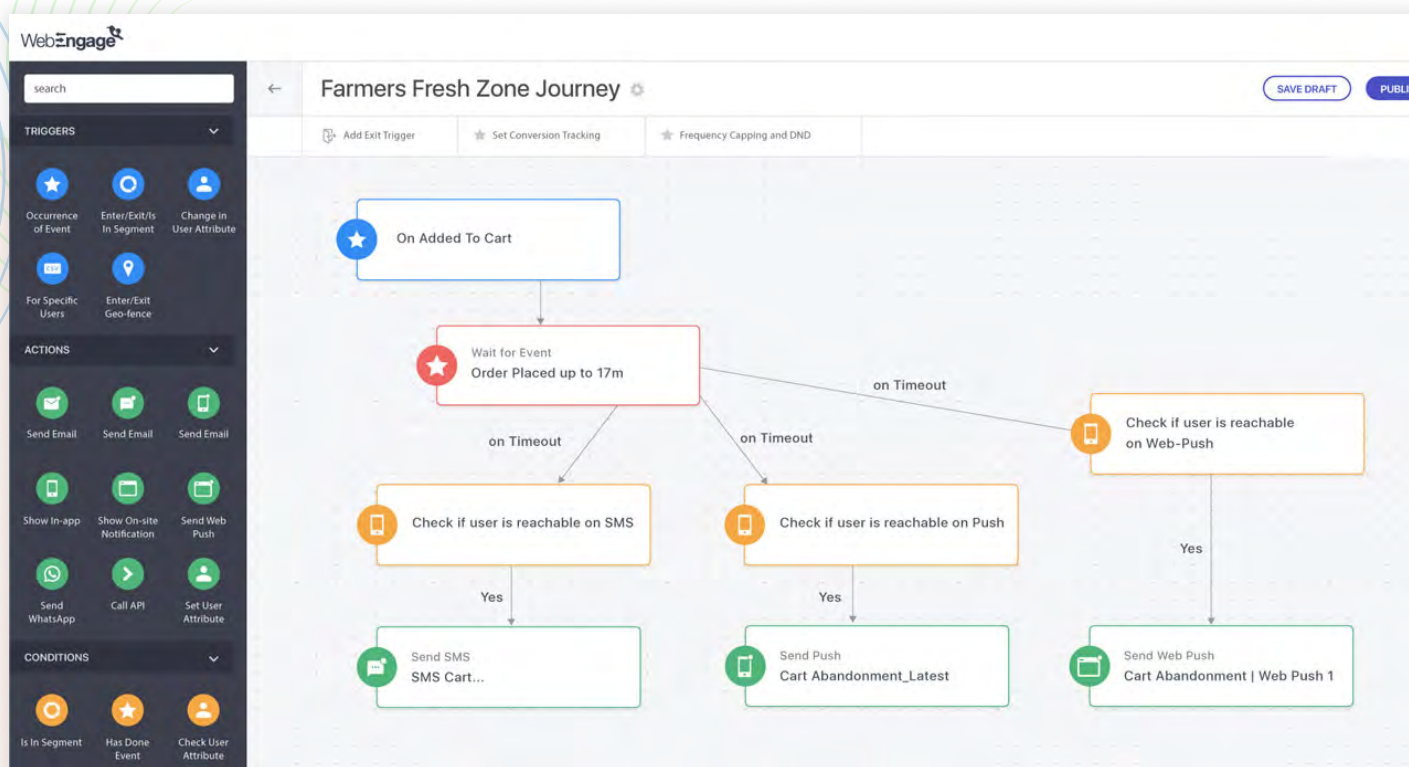 WebEngage
search
Farmers Fresh Zone Journey
SAVE DRAFT
PUBLI
TRIGGERS
Add Exit Trigger
Set Conversion Tracking
Frequency Capping and DND
Occurrence
of Event
Enter/Exit/Is
In Segment
Change in
User Attribute
For Specific
Users
CSV
Enter/Exit
Geo-fence
ACTIONS
Send Email
Send Email
Send Email
Show In-app
Show On-site
Notification
Send Web
Push
Send
WhatsApp
Call API
Set User
Attribute
CONDITIONS
Is In Segment
Has Done
Event
Check User
Attribute
On Added To Cart
Wait for Event
Order Placed up to 17m
on Timeout
on Timeout
on Timeout
Check if user is reachable
on Web-Push
Check if user is reachable on SMS
Check if user is reachable on Push
Yes
Yes
Yes
Send SMS
SMS Cart...
Send Push
Cart Abandonment_Latest
Send Web Push
Cart Abandonment | Web Push 1